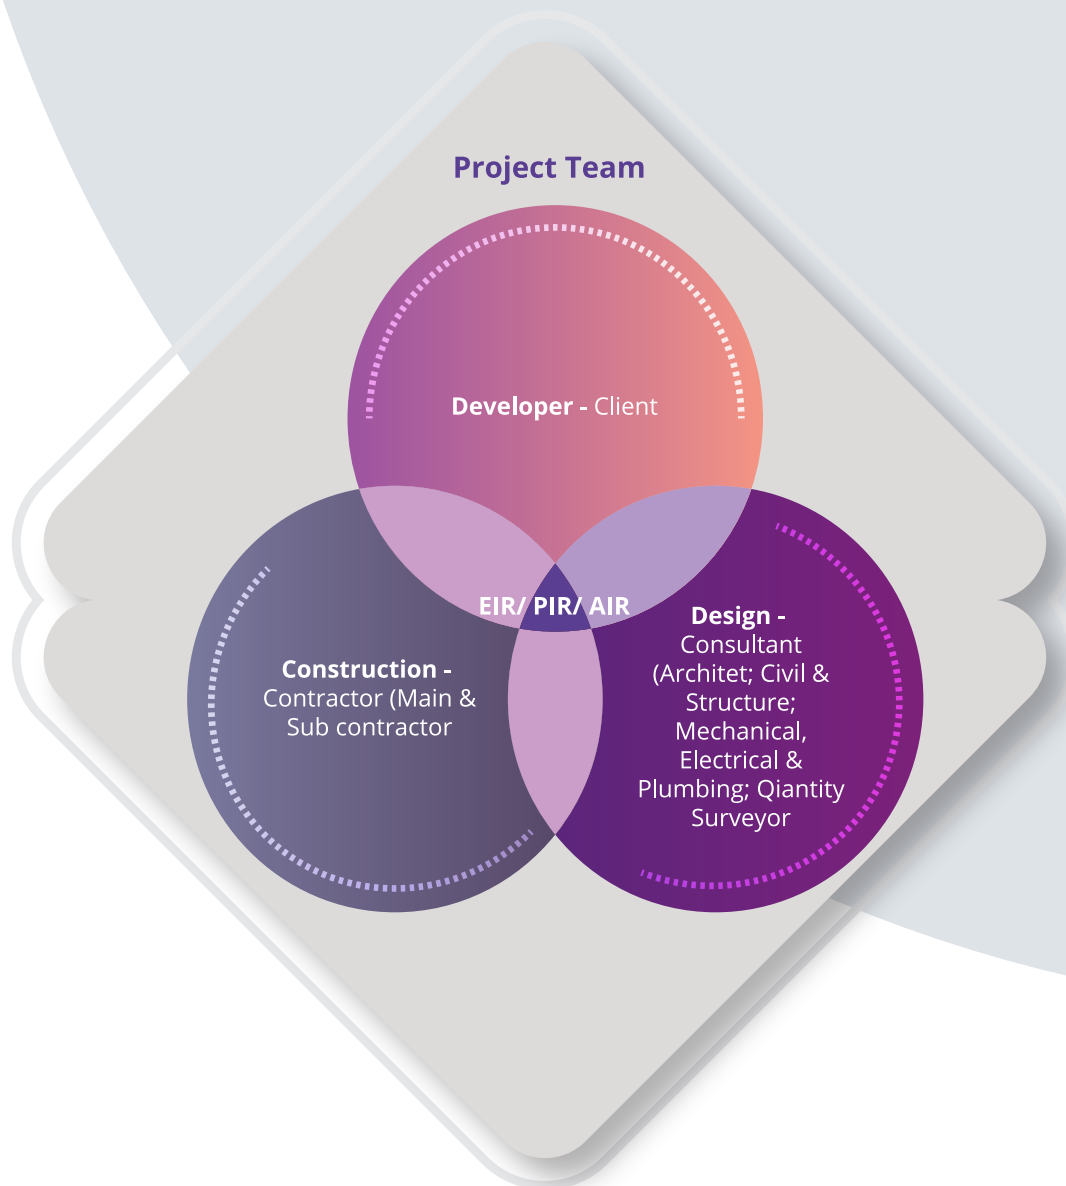 Project Team
Developer - Client
EIR/ PIR/ AIR
Construction -
Contractor (Main &
Sub contractor
Design -
Consultant
(Architet; Civil &
Structure;
Mechanical,
Electrical &
Plumbing; Qiantity
Surveyor